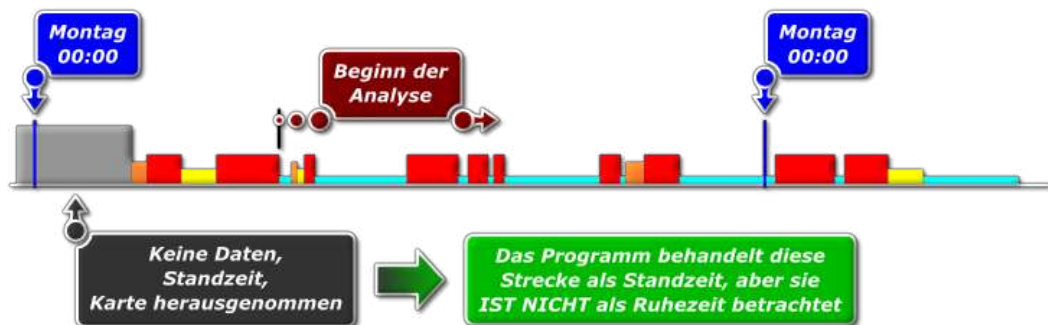 Montag
00:00
Beginn der
Analyse
Montag
00:00
Keine Daten,
Standzeit,
Karte herausgenommen
Das Programm behandelt diese
Strecke als Standzeit, aber sie
IST NICHT als Ruhezeit betrachtet